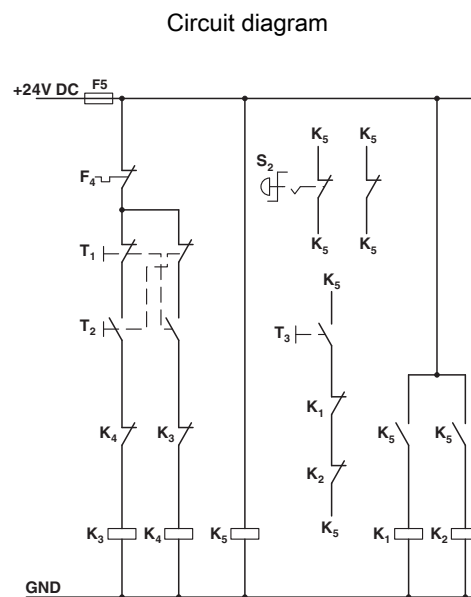 Circuit diagram
+24V DC F5
K5 K5
S2
F4
K5 K5
T1
K5
T2 T3
K1
K4 K3 K5 K5
K2
K5
K3 K4 K5 K1 K2
GND